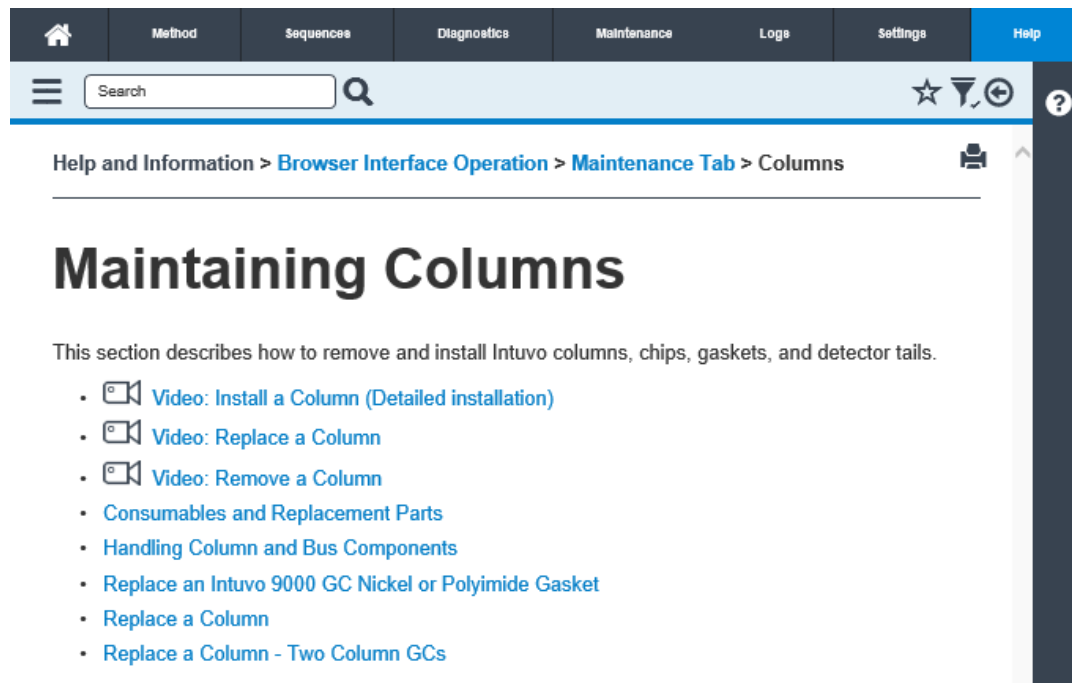 Method Sequences Diagnostics Maintenance Logs Settings Help
Search
?
Help and Information > Browser Interface Operation > Maintenance Tab > Columns
Maintaining Columns
This section describes how to remove and install Intuvo columns, chips, gaskets, and detector tails.
• Video: Install a Column (Detailed installation)
• Video: Replace a Column
• Video: Remove a Column
• Consumables and Replacement Parts
• Handling Column and Bus Components
• Replace an Intuvo 9000 GC Nickel or Polyimide Gasket
• Replace a Column
• Replace a Column - Two Column GCs